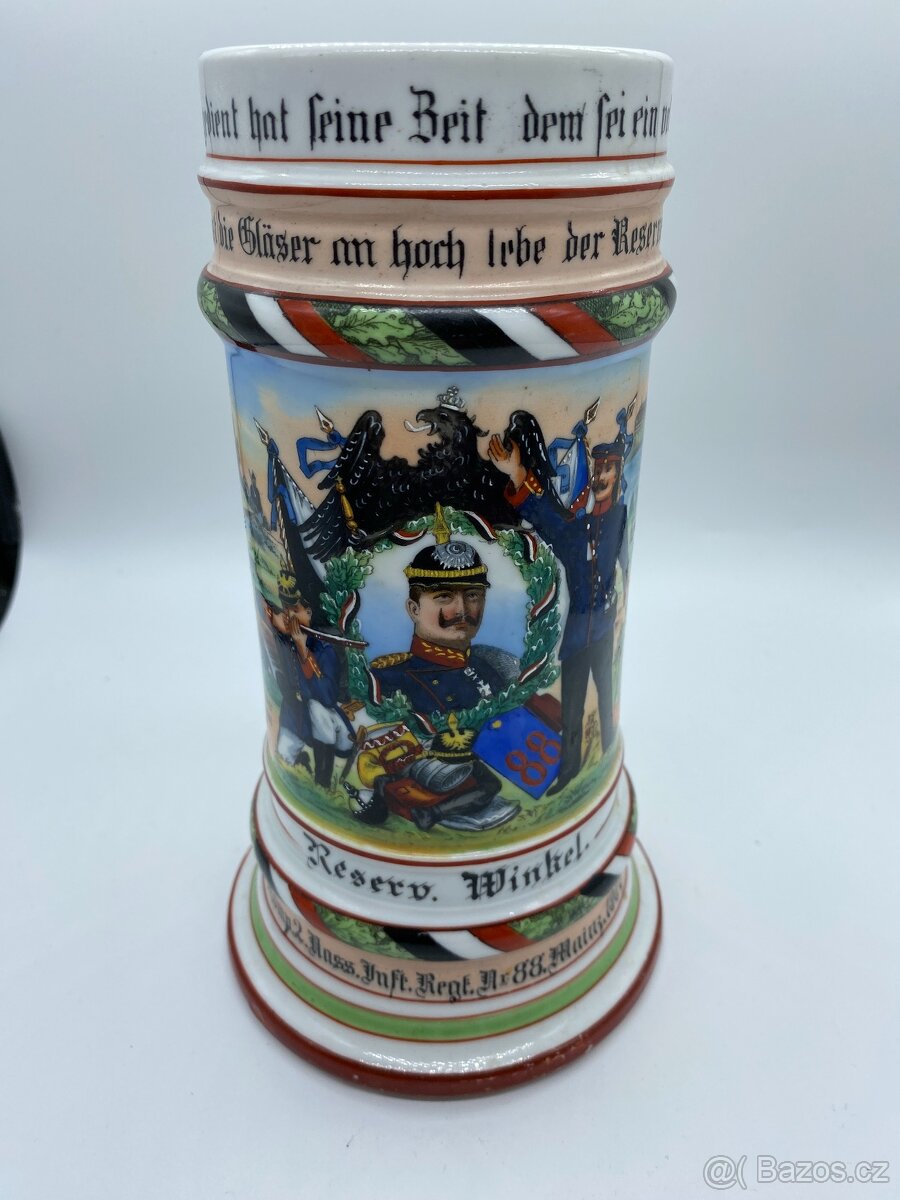 dient hat seine Zeit dem sei ein
die Gläser an hoch lebe der Reserv
88
Reserv. Winkel.
Comp. 2. Nass. Inft. Regt. Nr 88. Mainz.
@( Bazos.cz